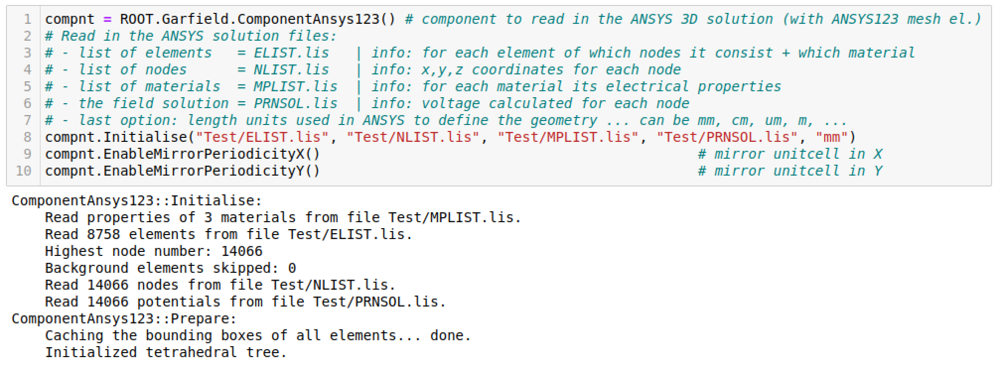 1 compnt = ROOT.Garfield.ComponentAnsys123() # component to read in the ANSYS 3D solution (with ANSYS123 mesh el.)
2 # Read in the ANSYS solution files:
3 # - list of elements   = ELIST.lis   | info: for each element of which nodes it consist + which material
4 # - list of nodes      = NLIST.lis   | info: x,y,z coordinates for each node
5 # - list of materials  = MPLIST.lis  | info: for each material its electrical properties
6 # - the field solution = PRNSOL.lis  | info: voltage calculated for each node
7 # - last option: length units used in ANSYS to define the geometry ... can be mm, cm, um, m, ...
8 compnt.Initialise("Test/ELIST.lis", "Test/NLIST.lis", "Test/MPLIST.lis", "Test/PRNSOL.lis", "mm")
9 compnt.EnableMirrorPeriodicityX() # mirror unitcell in X
10 compnt.EnableMirrorPeriodicityY() # mirror unitcell in Y
ComponentAnsys123::Initialise:
    Read properties of 3 materials from file Test/MPLIST.lis.
    Read 8758 elements from file Test/ELIST.lis.
    Highest node number: 14066
    Background elements skipped: 0
    Read 14066 nodes from file Test/NLIST.lis.
    Read 14066 potentials from file Test/PRNSOL.lis.
ComponentAnsys123::Prepare:
    Caching the bounding boxes of all elements... done.
    Initialized tetrahedral tree.